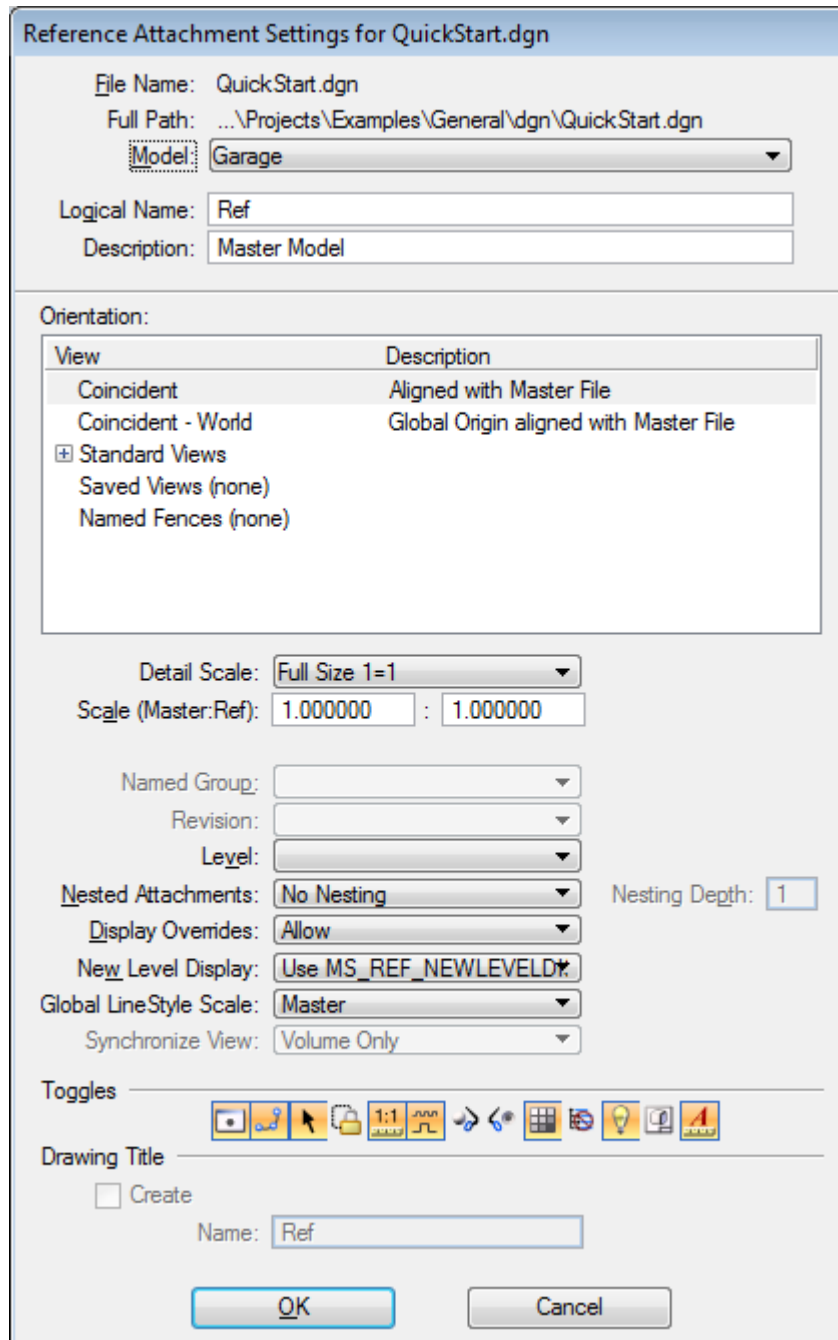 Reference Attachment Settings for QuickStart.dgn
File Name: QuickStart.dgn
Full Path: ...\Projects\Examples\General\dgn\QuickStart.dgn
Model: Garage
Logical Name: Ref
Description: Master Model
Orientation:
View Description
Coincident Aligned with Master File
Coincident - World Global Origin aligned with Master File
Standard Views
Saved Views (none)
Named Fences (none)
Detail Scale: Full Size 1=1
Scale (Master:Ref): 1.000000 : 1.000000
Named Group:
Revision:
Level:
Nested Attachments: No Nesting Nesting Depth: 1
Display Overrides: Allow
New Level Display: Use MS_REF_NEWLEVELD
Global LineStyle Scale: Master
Synchronize View: Volume Only
Toggles
1:1 A
Drawing Title
Create
Name: Ref
OK Cancel